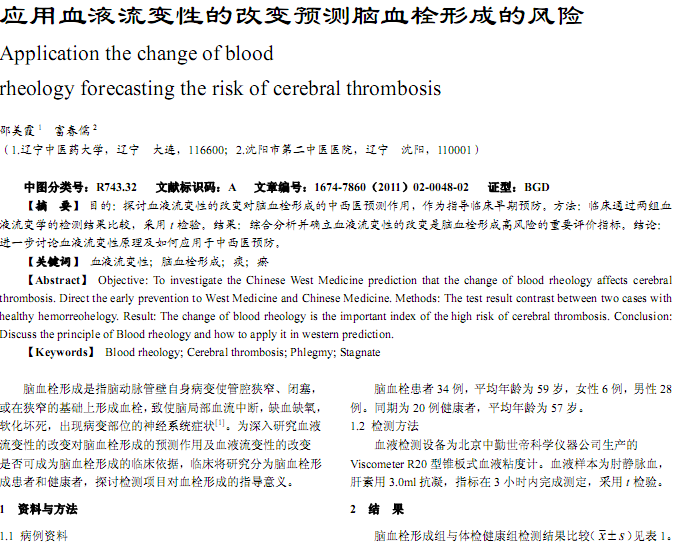 应用血液流变性的改变预测脑血栓形成的风险
Application the change of blood
rheology forecasting the risk of cerebral thrombosis
邵美霞 1 富春儒 2
（1.辽宁中医药大学，辽宁 大连，116600；2.沈阳市第二中医医院，辽宁 沈阳，110001）
中图分类号：R743.32 文献标识码：A 文章编号：1674-7860（2011）02-0048-02 证型：BGD
【摘 要】目的：探讨血液流变性的改变对脑血栓形成的中西医预测作用，作为指导临床早期预防。方法：临床通过两组血
液流变学的检测结果比较，采用 t 检验。结果：综合分析并确立血液流变性的改变是脑血栓形成高风险的重要评价指标。结论：
进一步讨论血液流变性原理及如何应用于中西医预防。
【关键词】血液流变性；脑血栓形成；痰；瘀
【Abstract】Objective: To investigate the Chinese West Medicine prediction that the change of blood rheology affects cerebral
thrombosis. Direct the early prevention to West Medicine and Chinese Medicine. Methods: The test result contrast between two cases with
healthy hemorreohelogy. Result: The change of blood rheology is the important index of the high risk of cerebral thrombosis. Conclusion:
Discuss the principle of Blood rheology and how to apply it in western prediction.
【Keywords】Blood rheology; Cerebral thrombosis; Phlegmy; Stagnate
脑血栓形成是指脑动脉管壁自身病变使管腔狭窄、闭塞，
或在狭窄的基础上形成血栓，致使脑局部血流中断，缺血缺氧，
软化坏死，出现病变部位的神经系统症状[1]。为深入研究血液
流变性的改变对脑血栓形成的预测作用及血液流变性的改变
是否可成为脑血栓形成的临床依据，临床将研究分为脑血栓形
成患者和健康者，探讨检测项目对血栓形成的指导意义。
1 资料与方法
1.1 病例资料
脑血栓患者 34 例，平均年龄为 59 岁，女性 6 例，男性 28
例。同期为 20 例健康者，平均年龄为 57 岁。
1.2 检测方法
血液检测设备为北京中勤世帝科学仪器公司生产的
Viscometer R20 型锥板式血液粘度计。血液样本为肘静脉血，
肝素用 3.0ml 抗凝，指标在 3 小时内完成测定，采用 t 检验。
2 结 果
脑血栓形成组与体检健康组检测结果比较（x̄±s）见表 1。